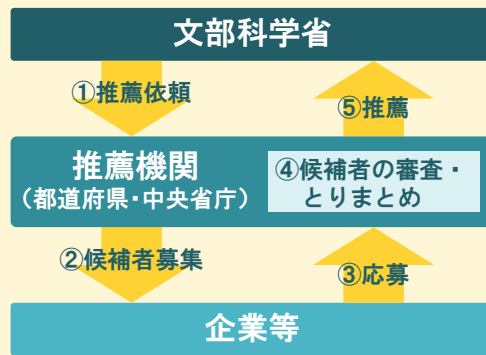 文部科学省
①推薦依頼
⑤推薦
推薦機関
（都道府県・中央省庁）
④候補者の審査・
とりまとめ
②候補者募集
③応募
企業等